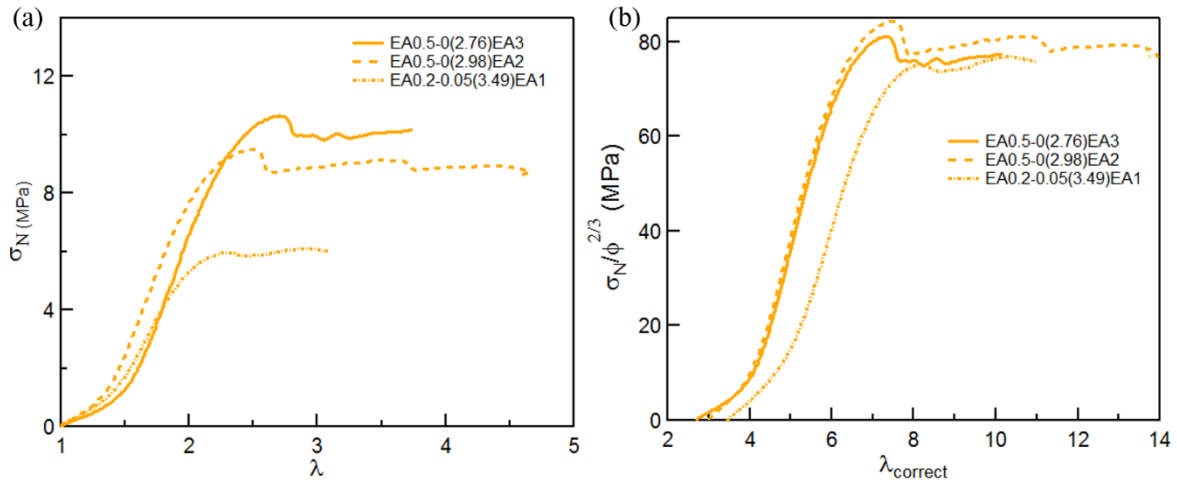 (a)
EA0.5-0(2.76)EA3
EA0.5-0(2.98)EA2
EA0.2-0.05(3.49)EA1
12
8
4
0
σN (MPa)
1
2
3
4
5
λ
(b)
80
60
40
20
0
σN/ϕ2/3 (MPa)
EA0.5-0(2.76)EA3
EA0.5-0(2.98)EA2
EA0.2-0.05(3.49)EA1
2
4
6
8
10
12
14
λcorrect